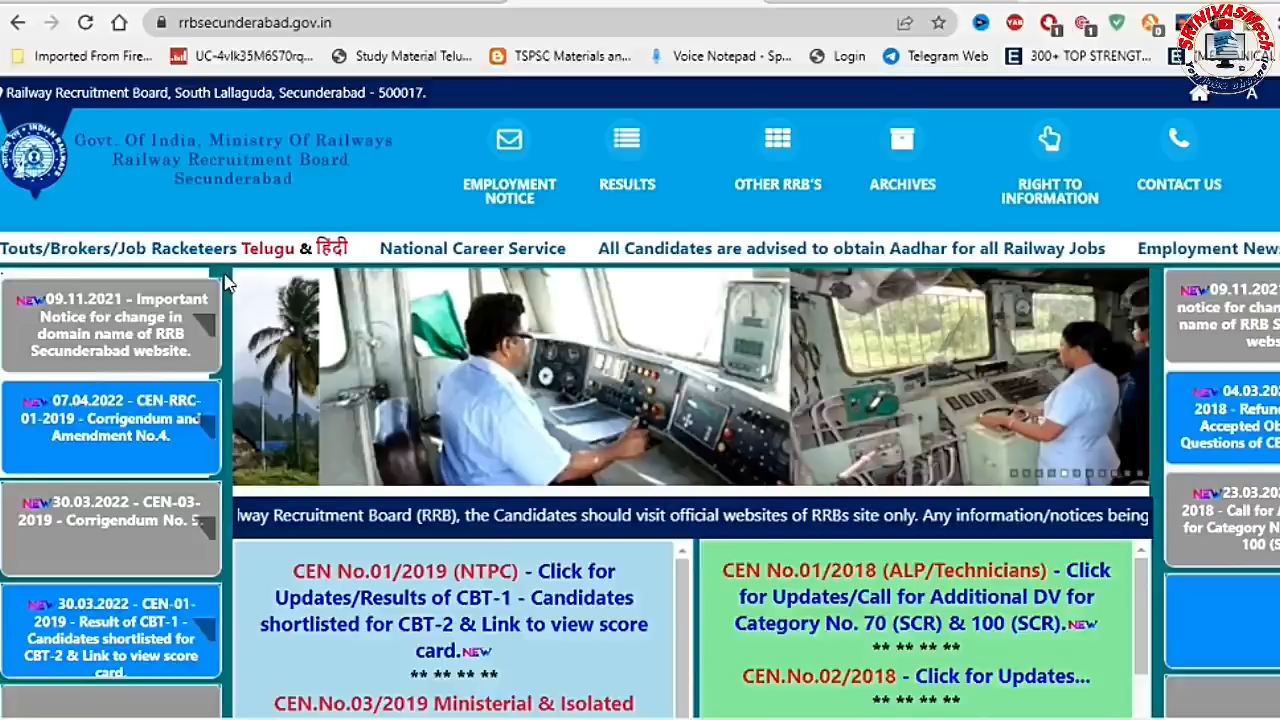 rrbsecunderabad.gov.in
Imported From Fire...
UC-4vlk35M6S70rq...
Study Material Telu...
TSPSC Materials an...
Voice Notepad - Sp...
Login
Telegram Web
300+ TOP STRENGT...
SRINIVASMech
Railway Recruitment Board, South Lallaguda, Secunderabad - 500017.
A
Govt. Of India, Ministry Of Railways
Railway Recruitment Board
Secunderabad
EMPLOYMENT
NOTICE
RESULTS
OTHER RRB'S
ARCHIVES
RIGHT TO
INFORMATION
CONTACT US
Touts/Brokers/Job Racketeers Telugu & हिंदी
National Career Service
All Candidates are advised to obtain Aadhar for all Railway Jobs
Employment New
NEW 09.11.2021 - Important
Notice for change in
domain name of RRB
Secunderabad website.
NEW 07.04.2022 - CEN-RRC-
01-2019 - Corrigendum and
Amendment No.4.
NEW 30.03.2022 - CEN-03-
2019 - Corrigendum No. 5.
NEW 30.03.2022 - CEN-01-
2019 - Result of CBT-1 -
Candidates shortlisted for
CBT-2 & Link to view score
card.
lway Recruitment Board (RRB), the Candidates should visit official websites of RRBs site only. Any information/notices being
CEN No.01/2019 (NTPC) - Click for
Updates/Results of CBT-1 - Candidates
shortlisted for CBT-2 & Link to view score
card. NEW
** ** ** **
CEN.No.03/2019 Ministerial & Isolated
CEN No.01/2018 (ALP/Technicians) - Click
for Updates/Call for Additional DV for
Category No. 70 (SCR) & 100 (SCR). NEW
** ** ** **
CEN.No.02/2018 - Click for Updates...
** ** ** **
NEW 09.11.202
notice for chan
name of RRB S
webs
NEW 04.03.20
2018 - Refun
Accepted Ob
Questions of CB
NEW 23.03.202
2018 - Call for A
for Category N
100 (S